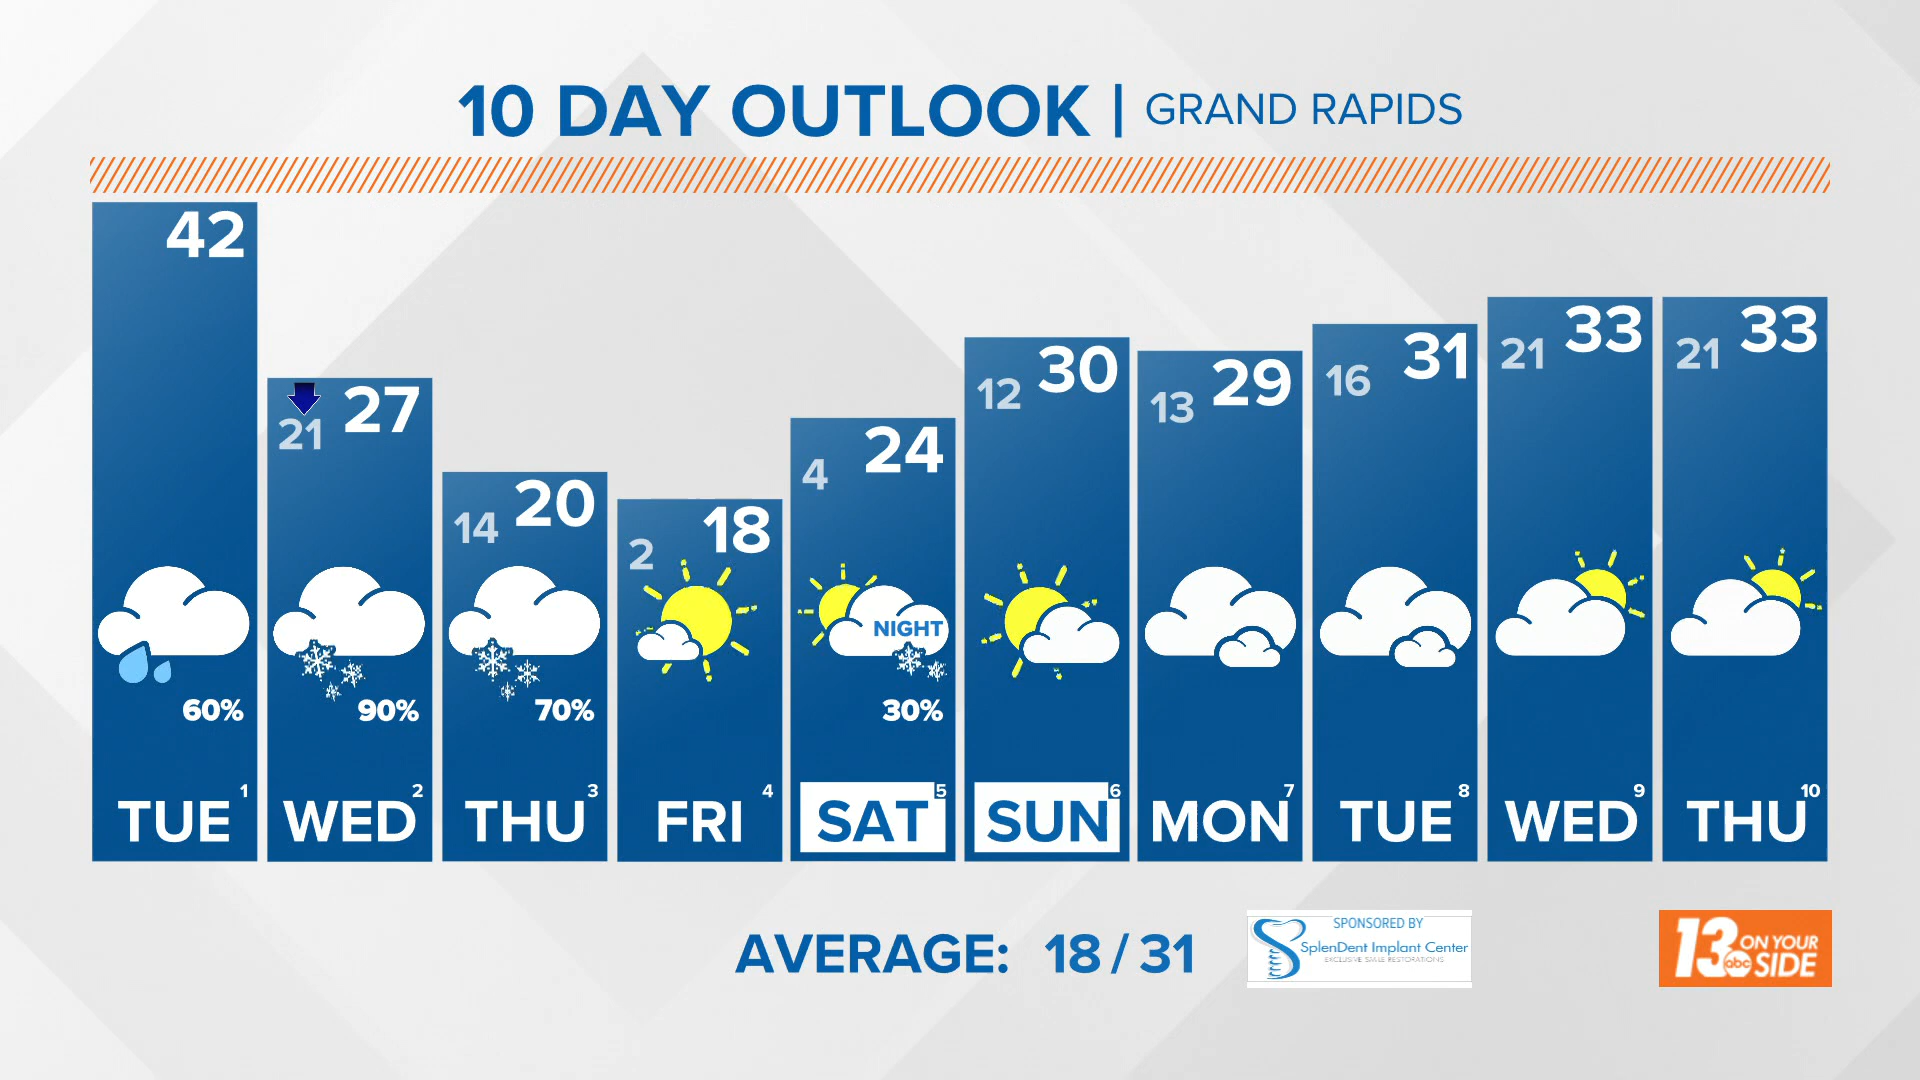 10 DAY OUTLOOK | GRAND RAPIDS
42
60%
TUE 1
21 27
90%
WED 2
14 20
70%
THU 3
2 18
FRI 4
4 24
NIGHT
30%
SAT 5
12 30
SUN 6
13 29
MON 7
16 31
TUE 8
21 33
WED 9
21 33
THU 10
AVERAGE: 18 / 31
SPONSORED BY
SplenDent Implant Center
EXCLUSIVE SMILE RESTORATIONS
13 abc ON YOUR
SIDE